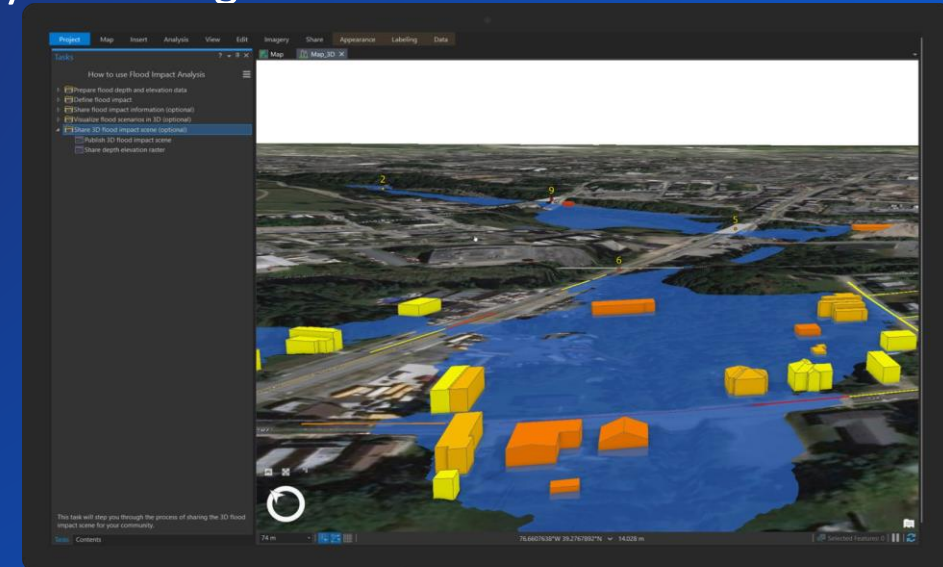 Project Map Insert Analysis View Edit Imagery Share Appearance Labeling Data
Tasks
Map Map_3D
How to use Flood Impact Analysis
Prepare flood depth and elevation data
Define flood impact
Share flood impact information (optional)
Visualize flood scenarios in 3D (optional)
Share 3D flood impact scene (optional)
Publish 3D flood impact scene
Share depth elevation raster
2
9
5
6
This task will step you through the process of sharing the 3D flood
impact scene for your community.
Tasks Contents
74 m
76.6607638°W 39.2767892°N
14.028 m
Selected Features: 0